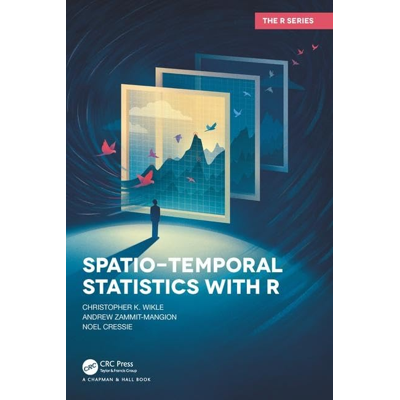 THE R SERIES
SPATIO-TEMPORAL
STATISTICS WITH R
CHRISTOPHER K. WIKLE
ANDREW ZAMMIT-MANGION
NOEL CRESSIE
CRC
CRC Press
Taylor & Francis Group
A CHAPMAN & HALL BOOK